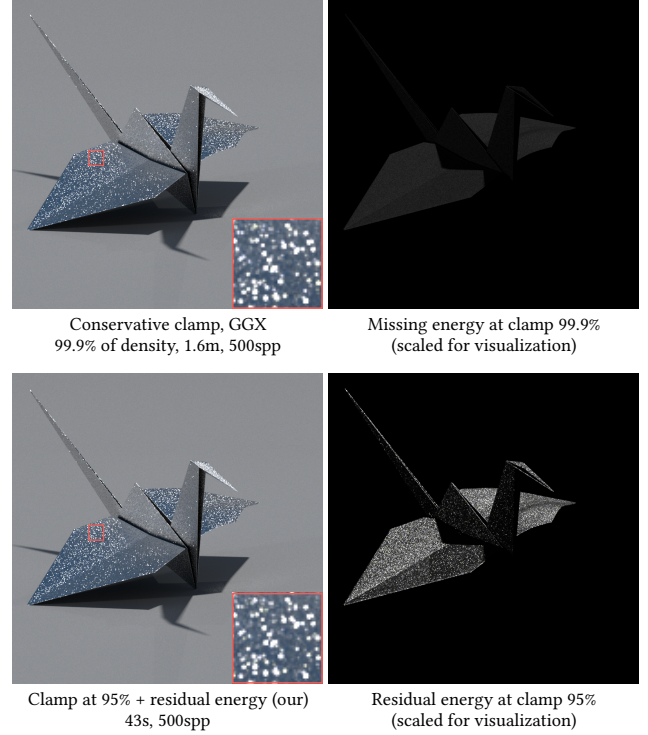 Conservative clamp, GGX
99.9% of density, 1.6m, 500spp
Missing energy at clamp 99.9%
(scaled for visualization)
Clamp at 95% + residual energy (our)
43s, 500spp
Residual energy at clamp 95%
(scaled for visualization)